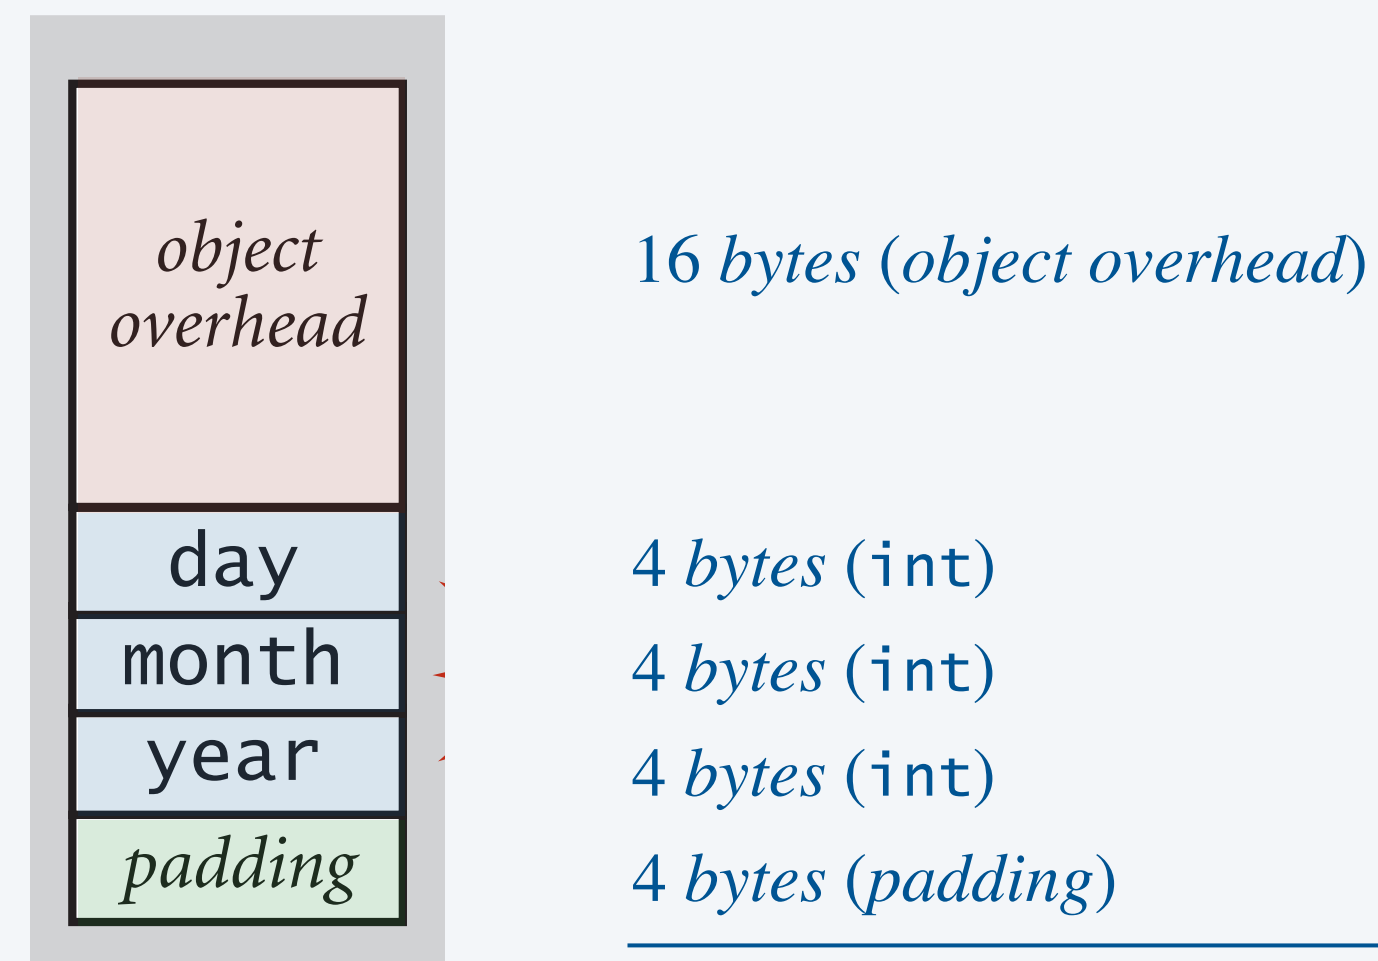 object
overhead
16 bytes (object overhead)
day
4 bytes (int)
month
4 bytes (int)
year
4 bytes (int)
padding
4 bytes (padding)